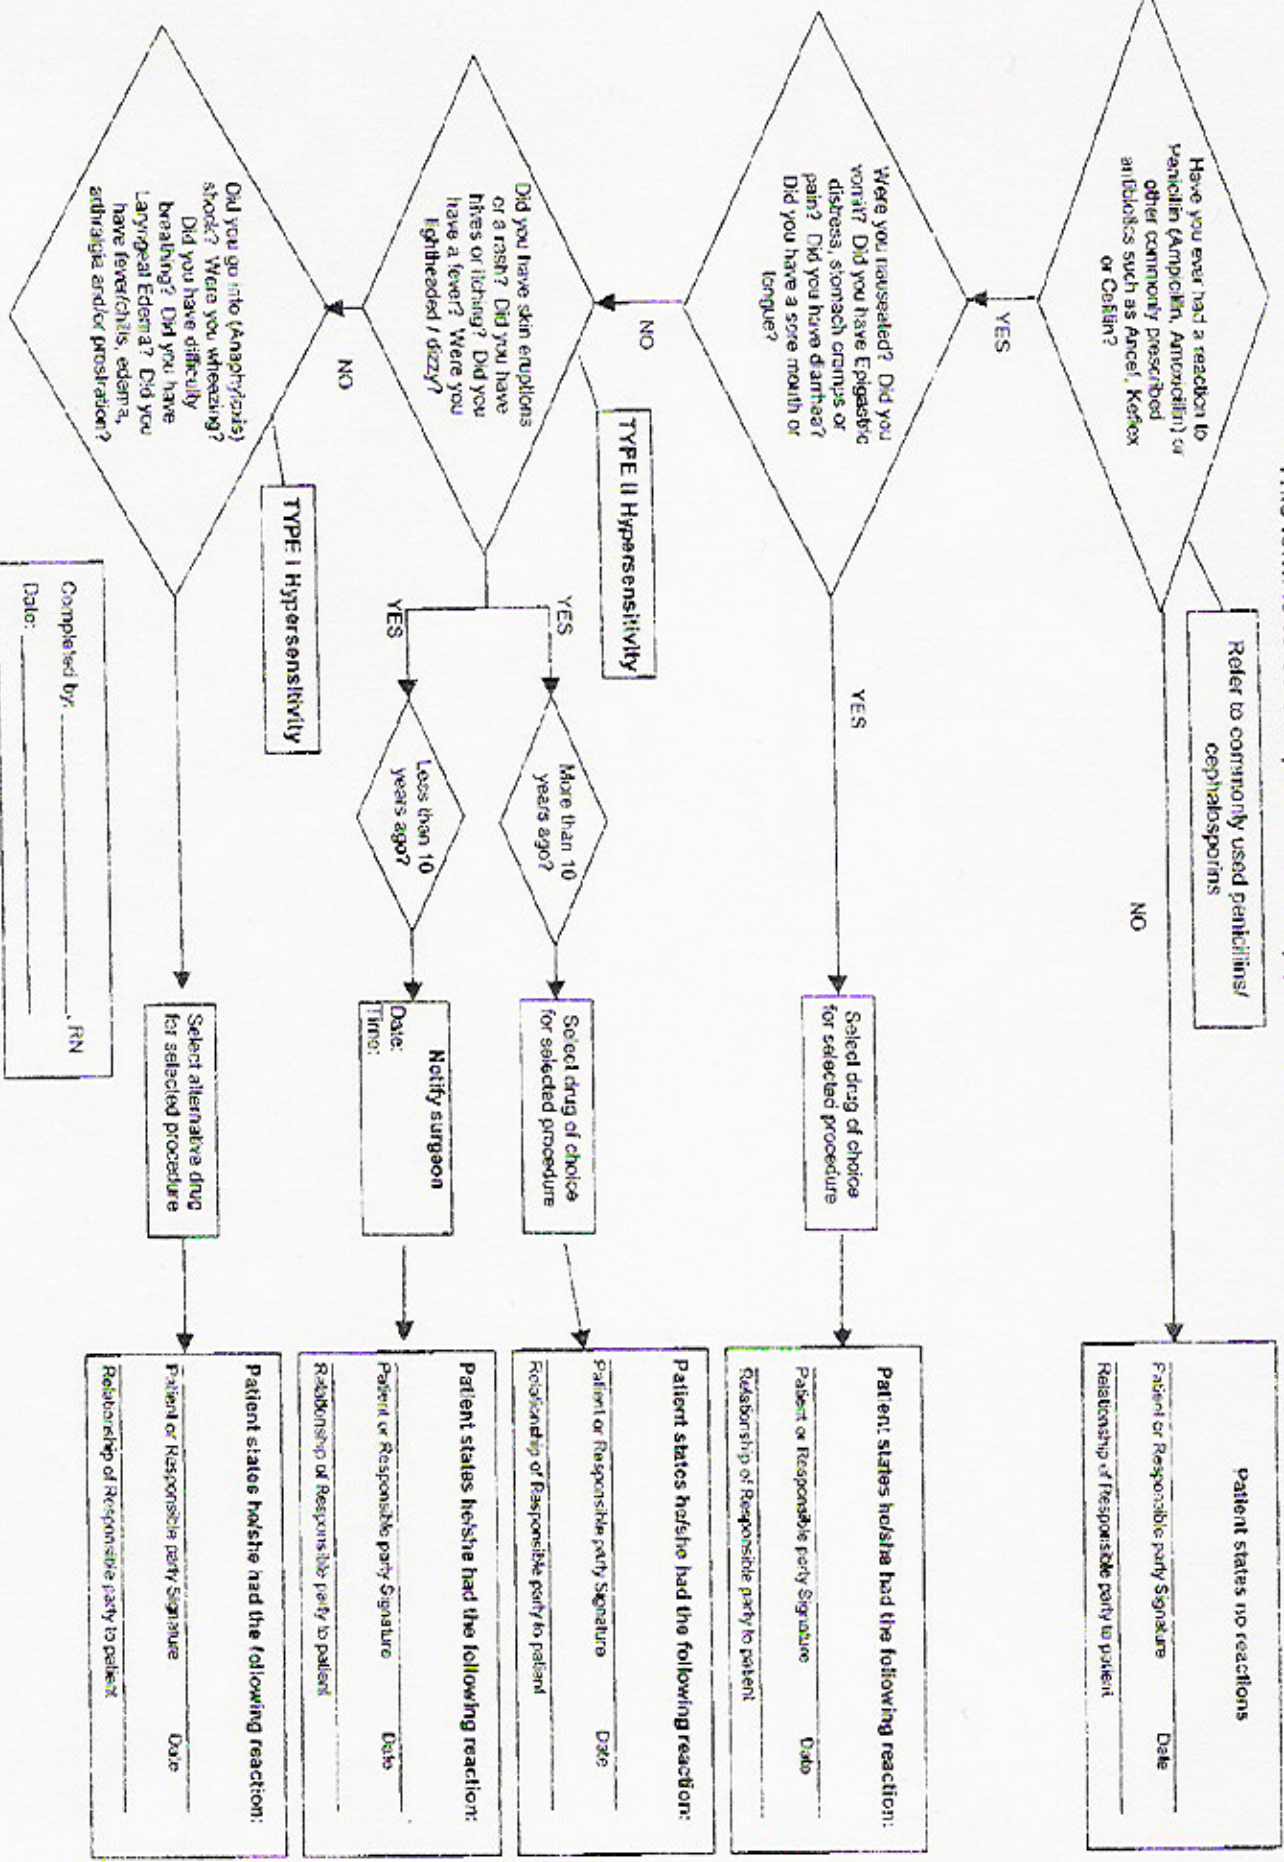 Have you ever had a reaction to
Penicillin (Ampicillin, Amoxicillin) or
other commonly prescribed
antibiotics such as Ancef, Keflex
or Ceftin?
Refer to commonly used penicillins/
cephalosporins
NO
Patient states no reactions
Patient or Responsible party Signature Date
Relationship of Responsible party to patient
YES
Were you nauseated? Did you
vomit? Did you have Epigastric
distress, stomach cramps or
pain? Did you have diarrhea?
Did you have a sore mouth or
tongue?
YES
Select drug of choice
for selected procedure
Patient states he/she had the following reaction:
Patient or Responsible party Signature Date
Relationship of Responsible party to patient
NO
TYPE II Hypersensitivity
Did you have skin eruptions
or a rash? Did you have
hives or itching? Did you
have a fever? Were you
lightheaded / dizzy?
YES
More than 10
years ago?
Select drug of choice
for selected procedure
Patient states he/she had the following reaction:
Patient or Responsible party Signature Date
Relationship of Responsible party to patient
YES
Less than 10
years ago?
Notify surgeon
Date:
Time:
Patient states he/she had the following reaction:
Patient or Responsible party Signature Date
Relationship of Responsible party to patient
NO
TYPE I Hypersensitivity
Did you go into (Anaphylaxis)
shock? Were you wheezing?
Did you have difficulty
breathing? Did you have
Laryngeal Edema? Did you
have fever/chills, edema,
arthralgia and/or prostration?
Select alternative drug
for selected procedure
Patient states he/she had the following reaction:
Patient or Responsible party Signature Date
Relationship of Responsible party to patient
Completed by: ____________________, RN
Date: ____________________